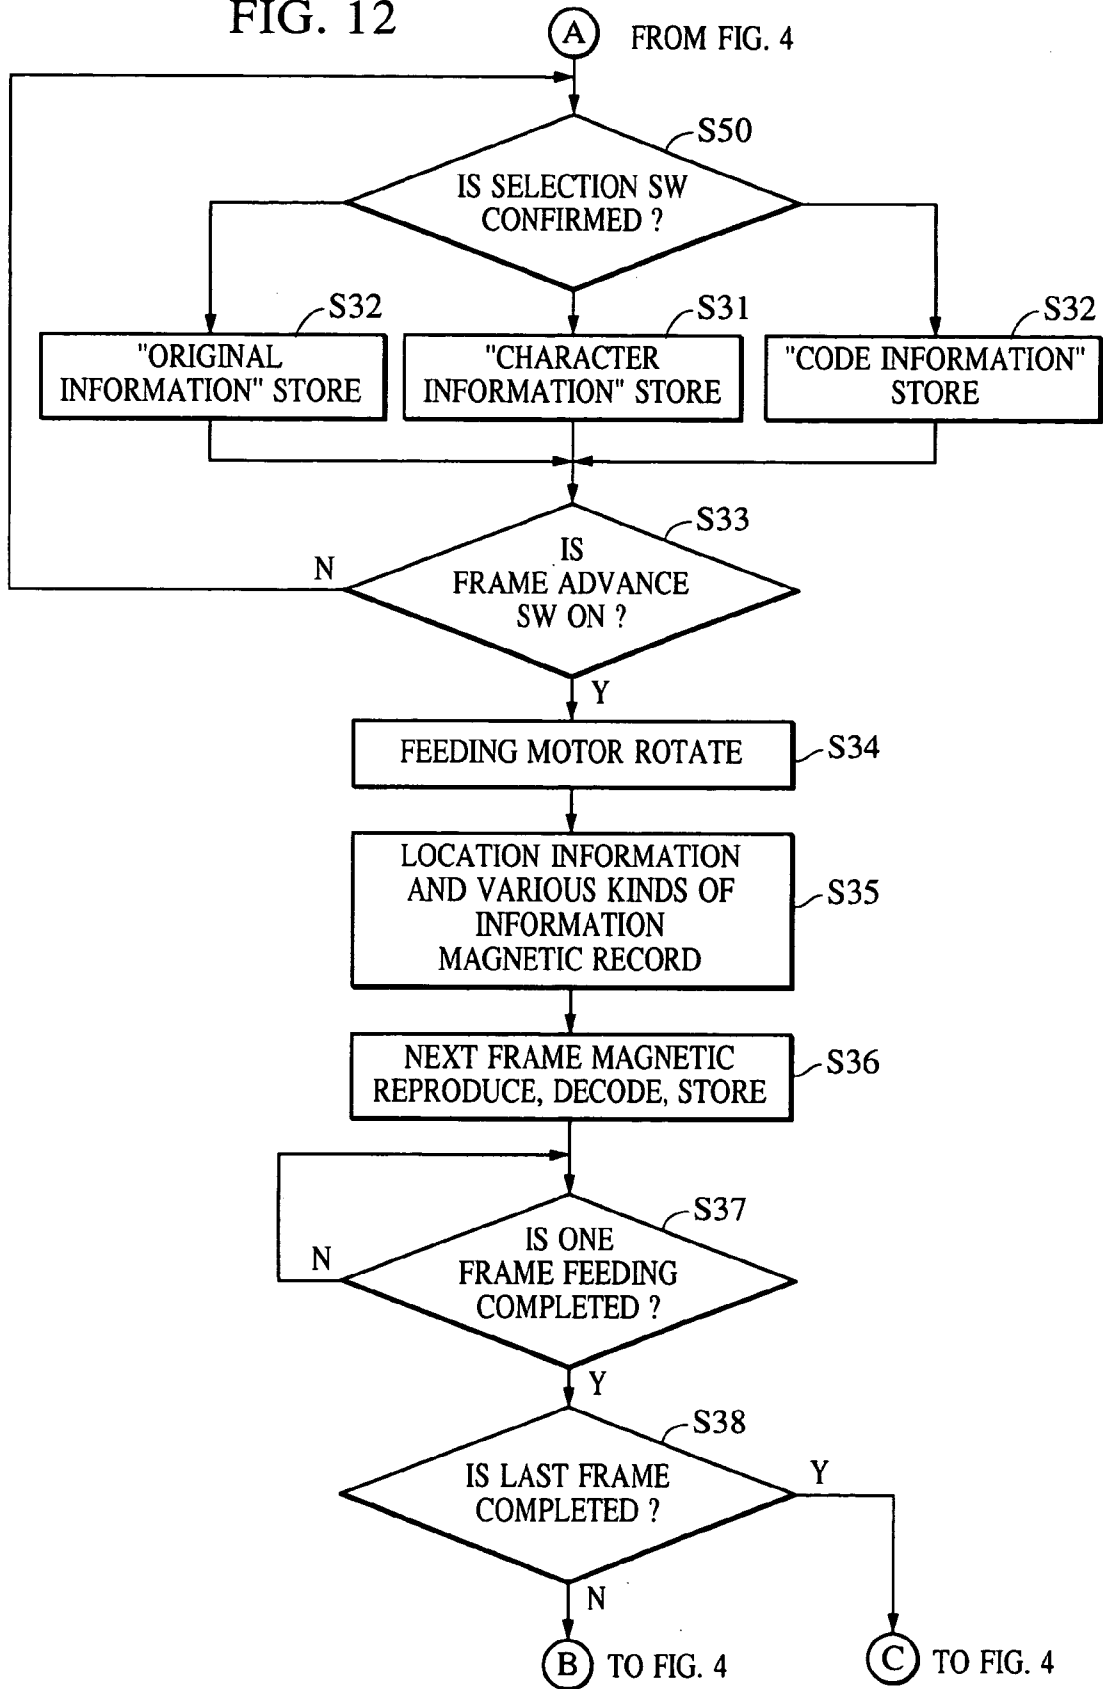 FIG. 12
A FROM FIG. 4
S50
IS SELECTION SW
CONFIRMED ?
S32
"ORIGINAL
INFORMATION" STORE
S31
"CHARACTER
INFORMATION" STORE
S32
"CODE INFORMATION"
STORE
S33
IS
FRAME ADVANCE
SW ON ?
N
Y
FEEDING MOTOR ROTATE
S34
LOCATION INFORMATION
AND VARIOUS KINDS OF
INFORMATION
MAGNETIC RECORD
S35
NEXT FRAME MAGNETIC
REPRODUCE, DECODE, STORE
S36
S37
IS ONE
FRAME FEEDING
COMPLETED ?
N
Y
S38
IS LAST FRAME
COMPLETED ?
Y
N
B TO FIG. 4
C TO FIG. 4